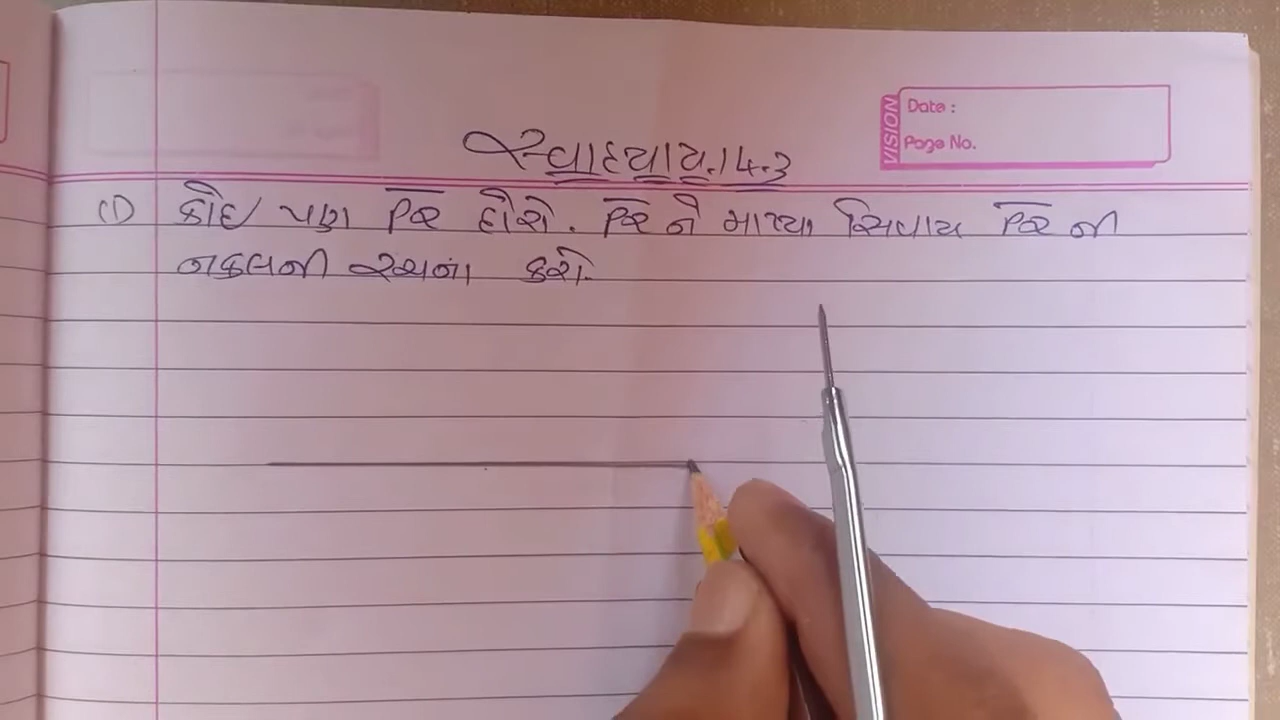 VISION
Date :
Page No.
સ્વાધ્યાય.14.3
(1) કોઇ પણ PQ દોરો. PQ ને માપ્યા સિવાય PQ ની
નકલની રચના કરો.